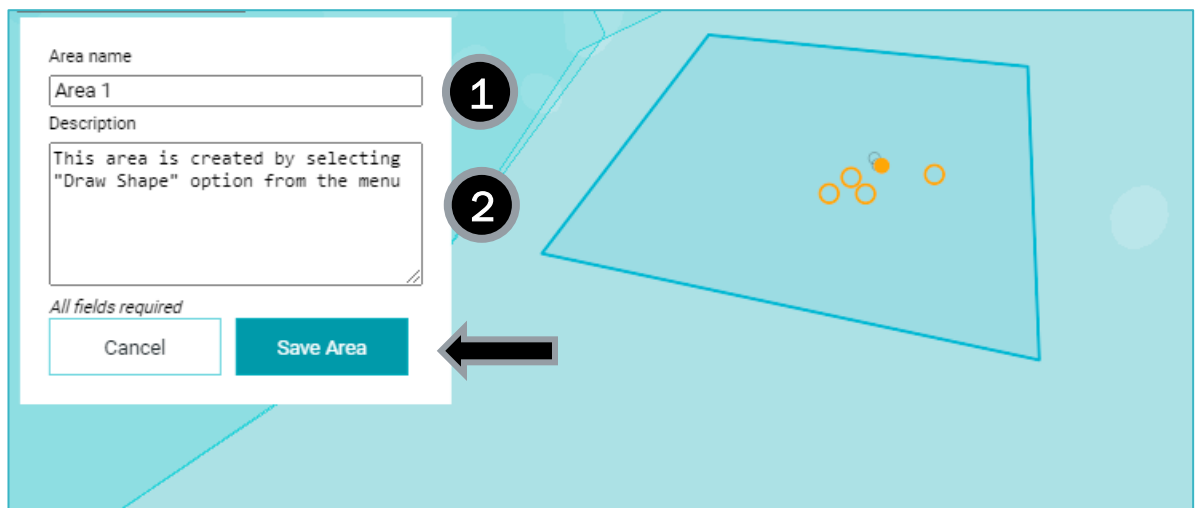 Area name
Area 1
1
Description
This area is created by selecting
"Draw Shape" option from the menu
2
All fields required
Cancel
Save Area